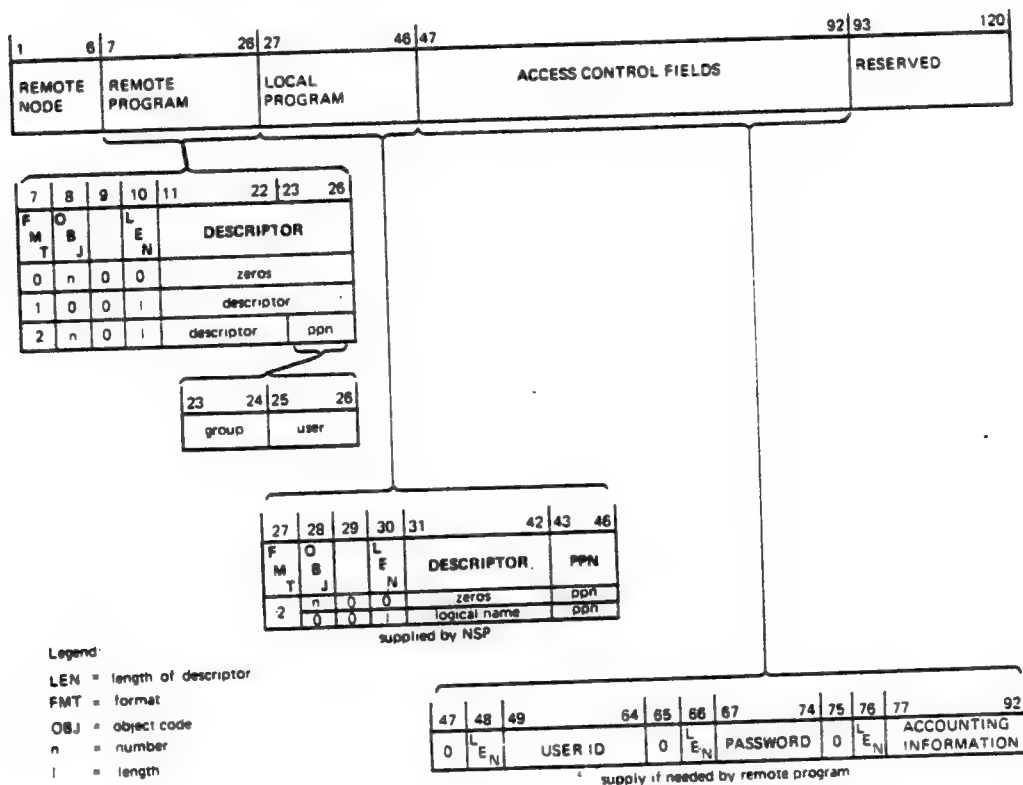 1 6 7 26 27 46 47 92 93 120
REMOTE NODE REMOTE PROGRAM LOCAL PROGRAM ACCESS CONTROL FIELDS RESERVED
7 8 9 10 11 22 23 26
FMT OBJ LEN DESCRIPTOR
0 n 0 0 zeros
1 0 0 l descriptor
2 n 0 l descriptor ppn
23 24 25 26
group user
27 28 29 30 31 42 43 46
FMT OBJ LEN DESCRIPTOR PPN
2 n 0 0 zeros ppn
0 0 l logical name ppn
supplied by NSP
Legend:
LEN = length of descriptor
FMT = format
OBJ = object code
n = number
l = length
47 48 49 64 65 66 67 74 75 76 77 92
0 LEN USER ID 0 LEN PASSWORD 0 LEN ACCOUNTING INFORMATION
supply if needed by remote program